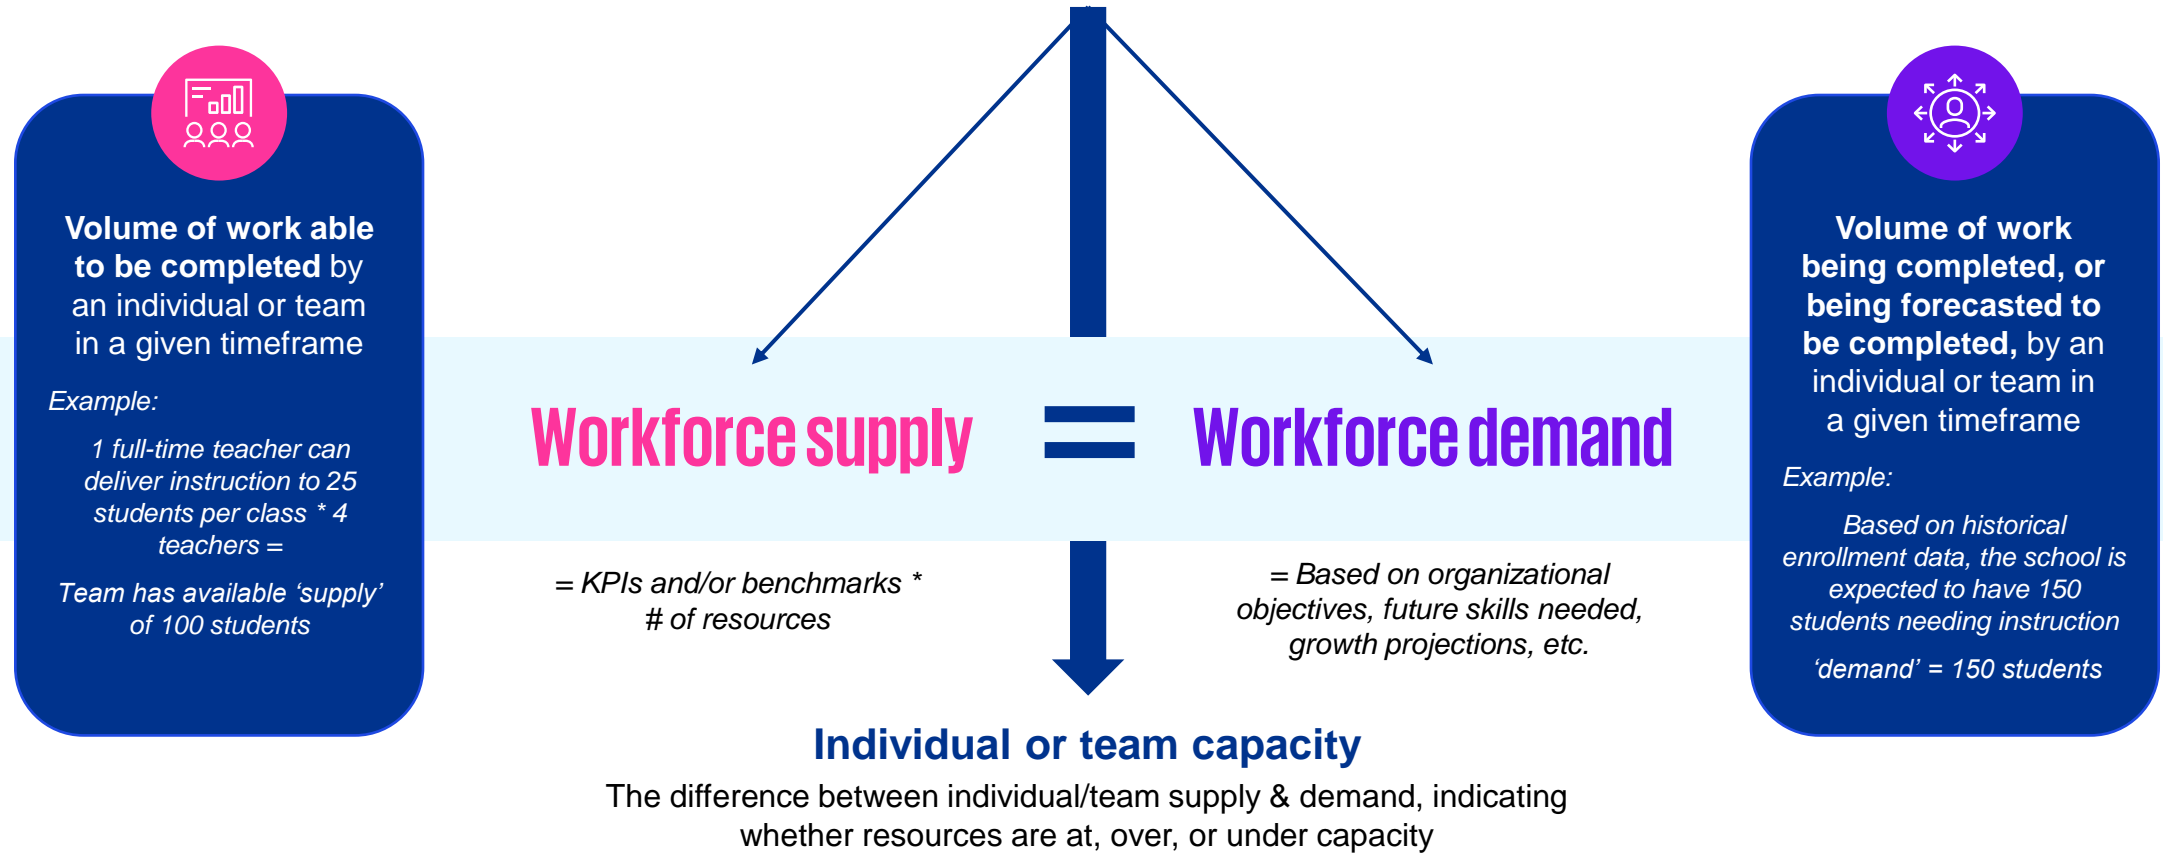 Volume of work able
to be completed by
an individual or team
in a given timeframe
Example:
1 full-time teacher can
deliver instruction to 25
students per class * 4
teachers =
Team has available ‘supply’
of 100 students
Workforce supply
=
Workforce demand
= KPIs and/or benchmarks *
# of resources
= Based on organizational
objectives, future skills needed,
growth projections, etc.
Volume of work
being completed, or
being forecasted to
be completed, by an
individual or team in
a given timeframe
Example:
Based on historical
enrollment data, the school is
expected to have 150
students needing instruction
‘demand’ = 150 students
Individual or team capacity
The difference between individual/team supply & demand, indicating
whether resources are at, over, or under capacity